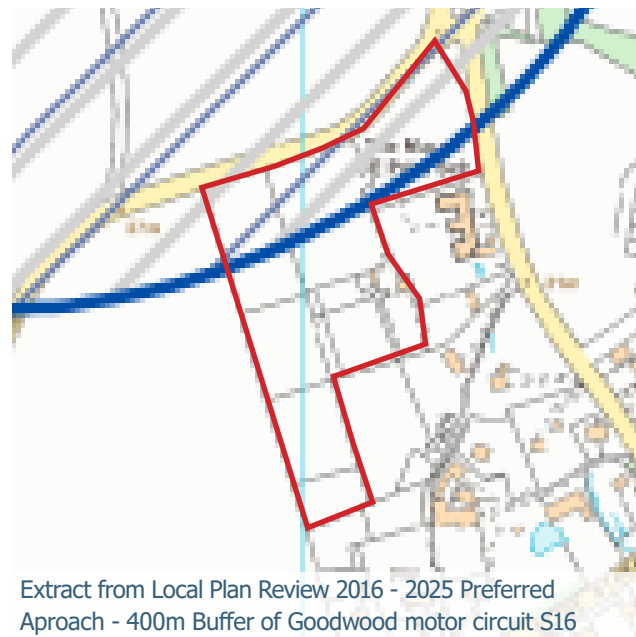 Extract from Local Plan Review 2016 - 2025 Preferred
Aproach - 400m Buffer of Goodwood motor circuit S16